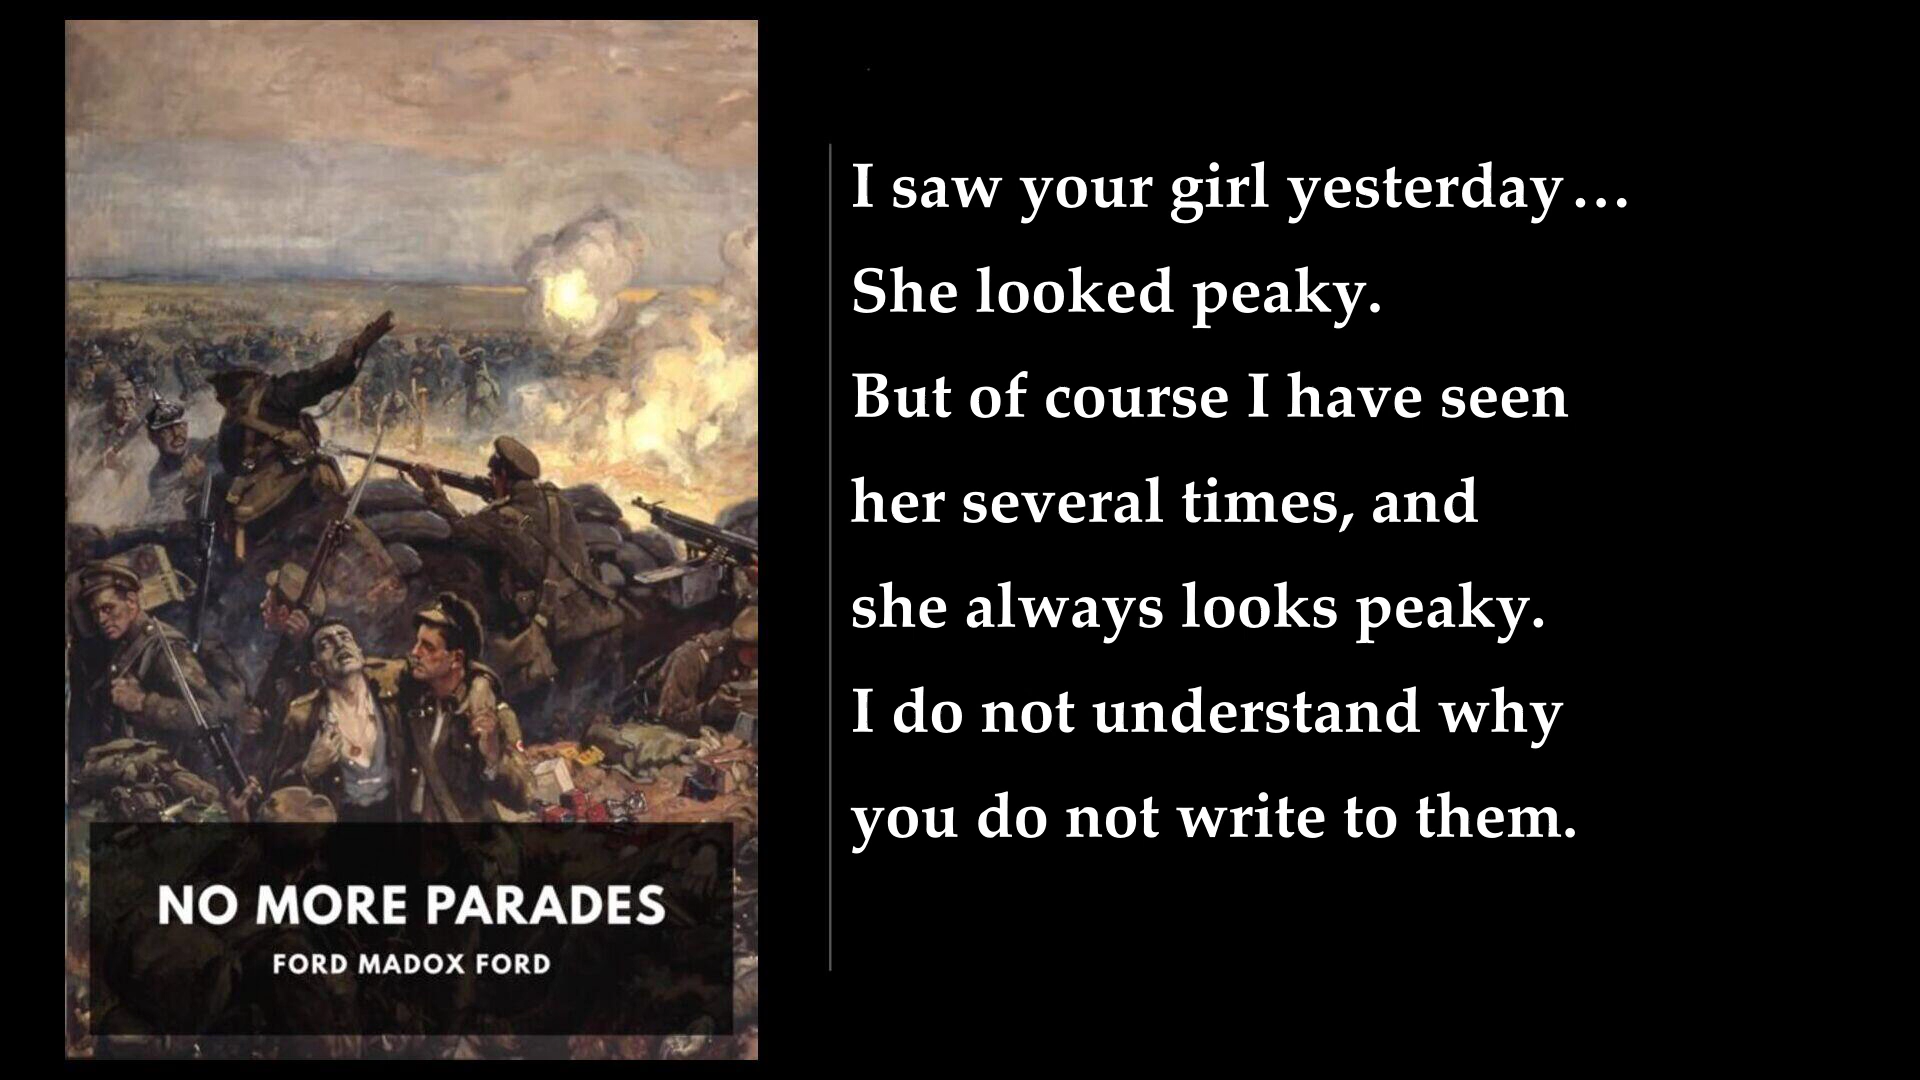 NO MORE PARADES
FORD MADOX FORD
I saw your girl yesterday…
She looked peaky.
But of course I have seen
her several times, and
she always looks peaky.
I do not understand why
you do not write to them.